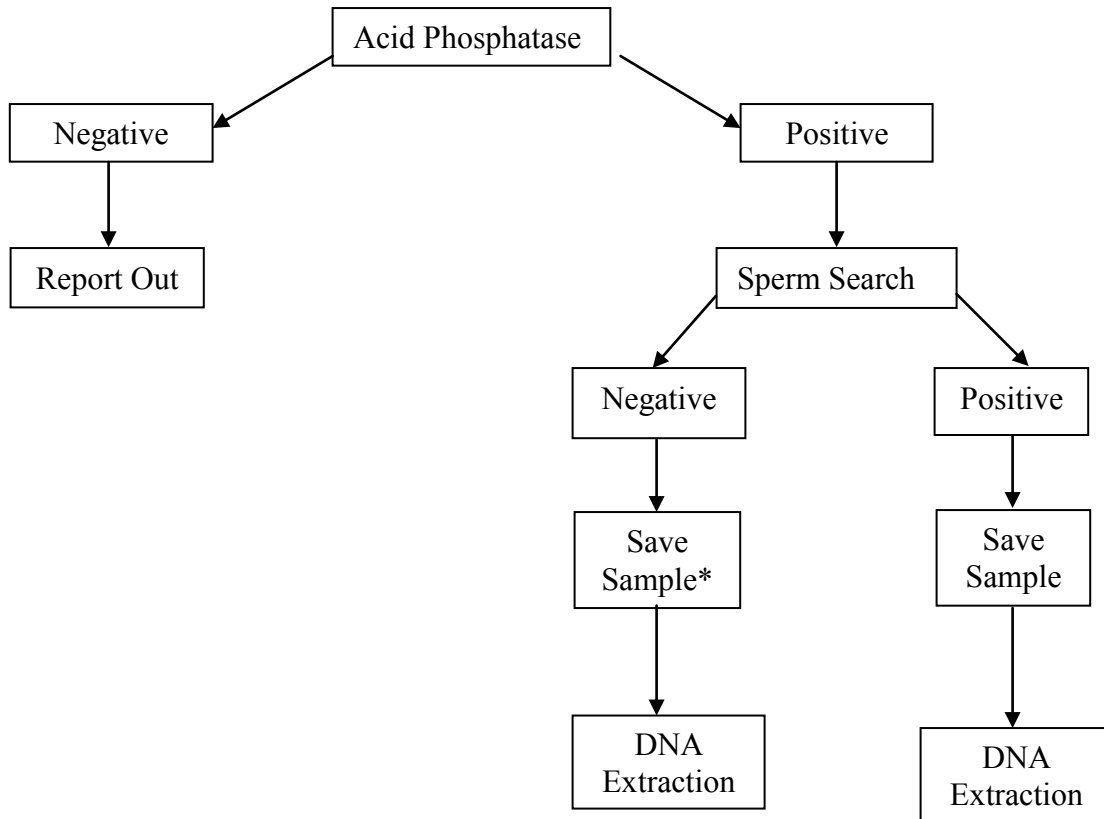 Acid Phosphatase
Negative
Positive
Report Out
Sperm Search
Negative
Positive
Save
Sample*
Save
Sample
DNA
Extraction
DNA
Extraction